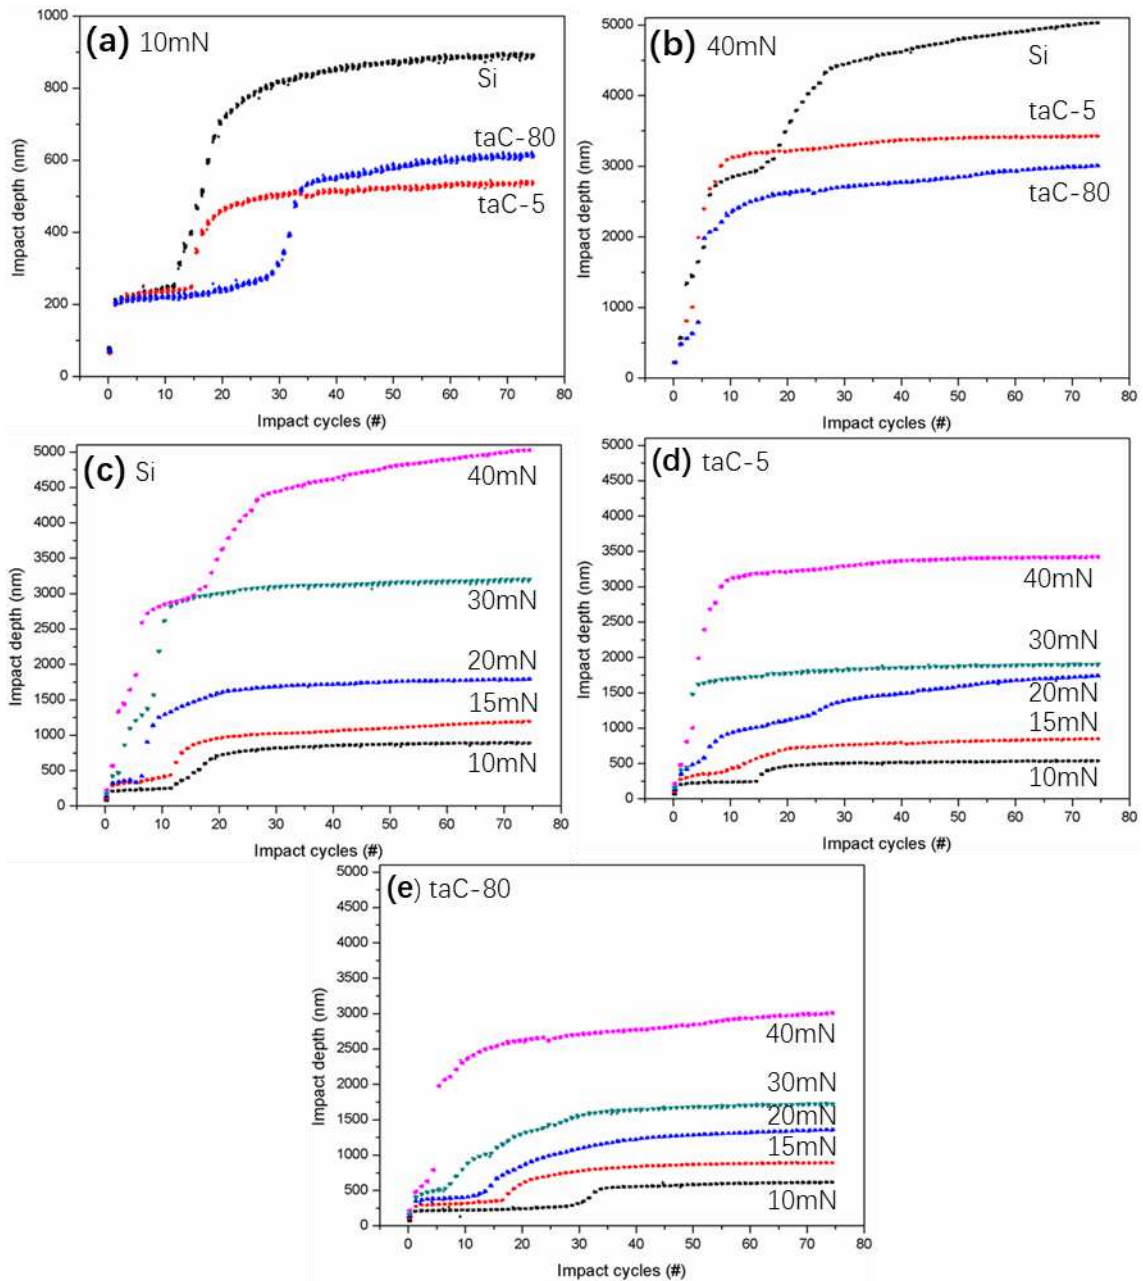 (a) 10mN
1000
800
600
400
200
0
Si
taC-80
taC-5
0 10 20 30 40 50 60 70 80
Impact depth (nm)
Impact cycles (#)
(b) 40mN
5000
4000
3000
2000
1000
0
Si
taC-5
taC-80
0 10 20 30 40 50 60 70 80
Impact depth (nm)
Impact cycles (#)
(c) Si
5000
4500
4000
3500
3000
2500
2000
1500
1000
500
0
40mN
30mN
20mN
15mN
10mN
0 10 20 30 40 50 60 70 80
Impact depth (nm)
Impact cycles (#)
(d) taC-5
5000
4500
4000
3500
3000
2500
2000
1500
1000
500
0
40mN
30mN
20mN
15mN
10mN
0 10 20 30 40 50 60 70 80
Impact depth (nm)
Impact cycles (#)
(e) taC-80
5000
4500
4000
3500
3000
2500
2000
1500
1000
500
0
40mN
30mN
20mN
15mN
10mN
0 10 20 30 40 50 60 70 80
Impact depth (nm)
Impact cycles (#)